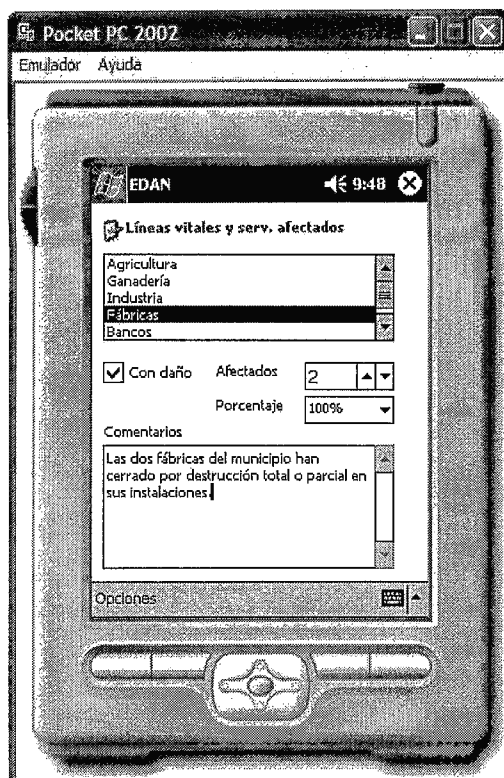 Pocket PC 2002
Emulador Ayuda
EDAN 9:48
Líneas vitales y serv. afectados
Agricultura
Ganadería
Industria
Fábricas
Bancos
Con daño Afectados 2
Porcentaje 100%
Comentarios
Las dos fábricas del municipio han
cerrado por destrucción total o parcial en
sus instalaciones.
Opciones